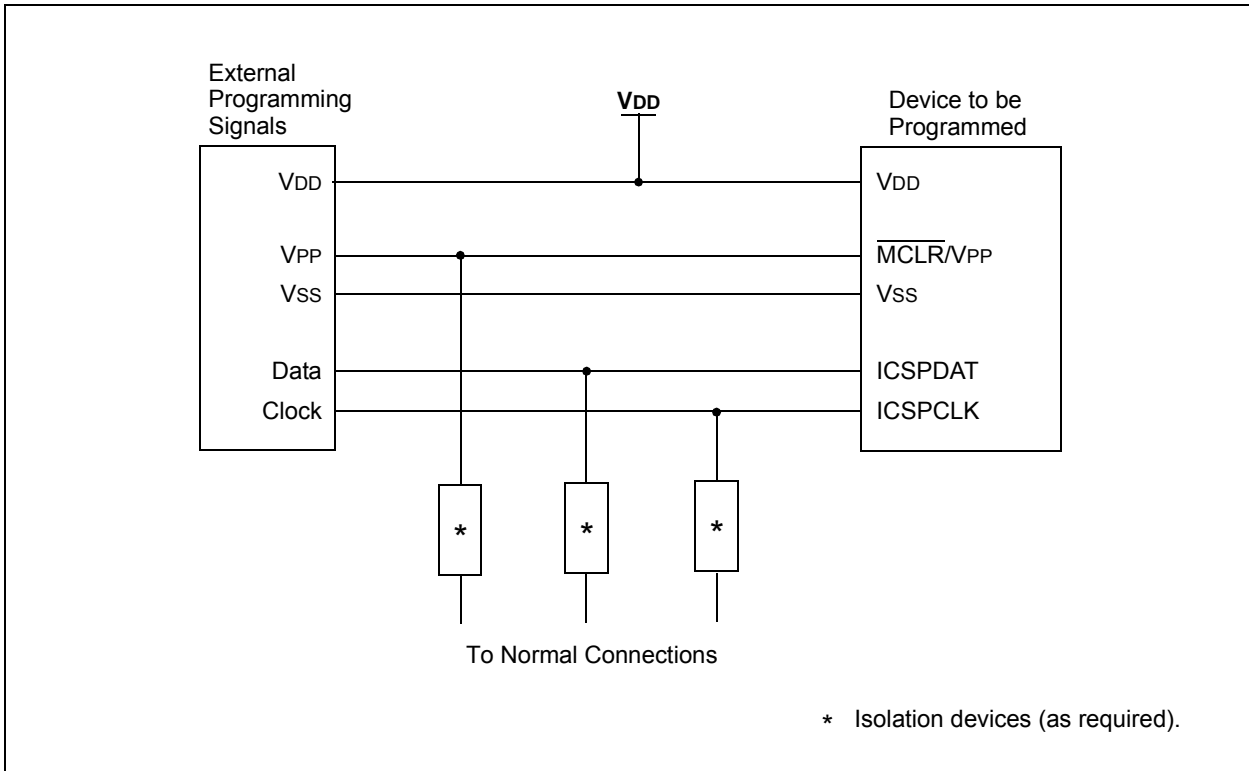 External
Programming
Signals
VDD
Device to be
Programmed
VDD
VDD
VPP
MCLR/VPP
VSS
VSS
Data
ICSPDAT
Clock
ICSPCLK
*
*
*
To Normal Connections
* Isolation devices (as required).